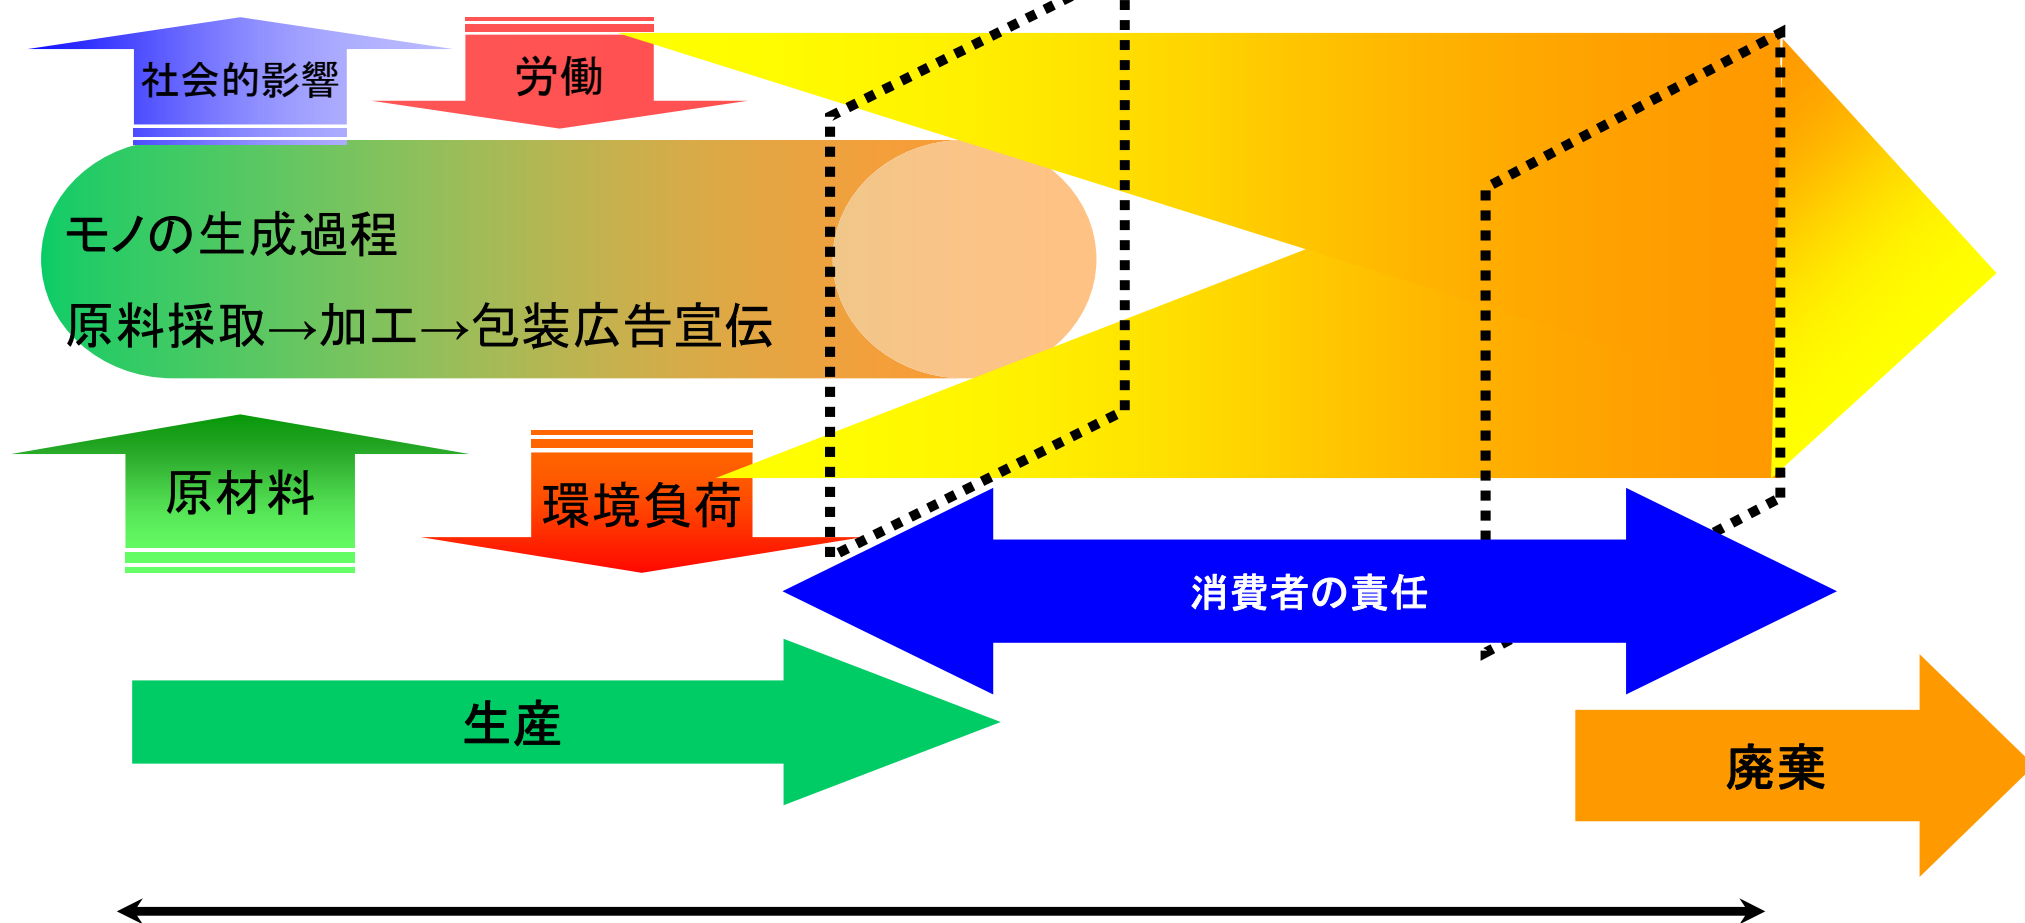 社会的影響
労働
モノの生成過程
原料採取→加工→包装広告宣伝
原材料
環境負荷
消費者の責任
生産
廃棄